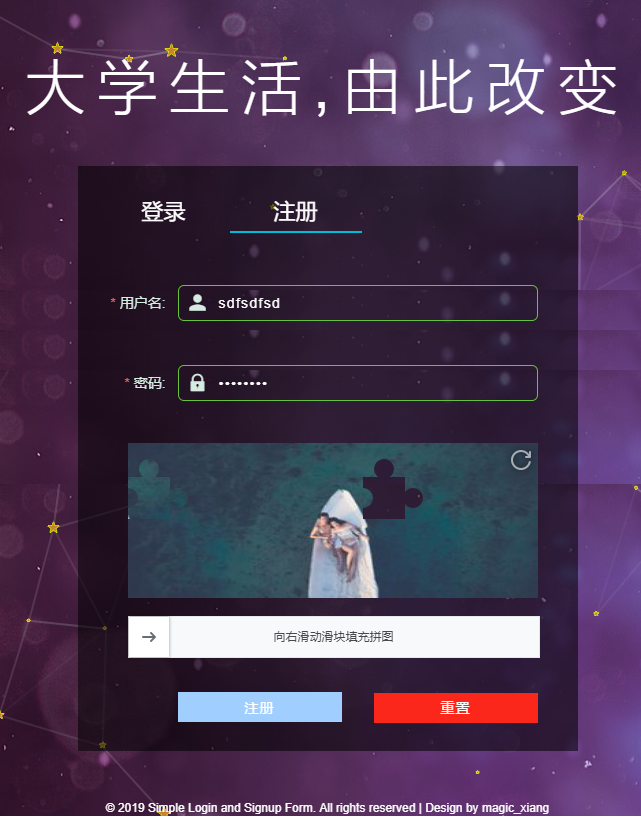 大学生活,由此改变
登录 注册
* 用户名: sdfsdfsd
* 密码: ••••••••
向右滑动滑块填充拼图
注册 重置
© 2019 Simple Login and Signup Form. All rights reserved | Design by magic_xiang